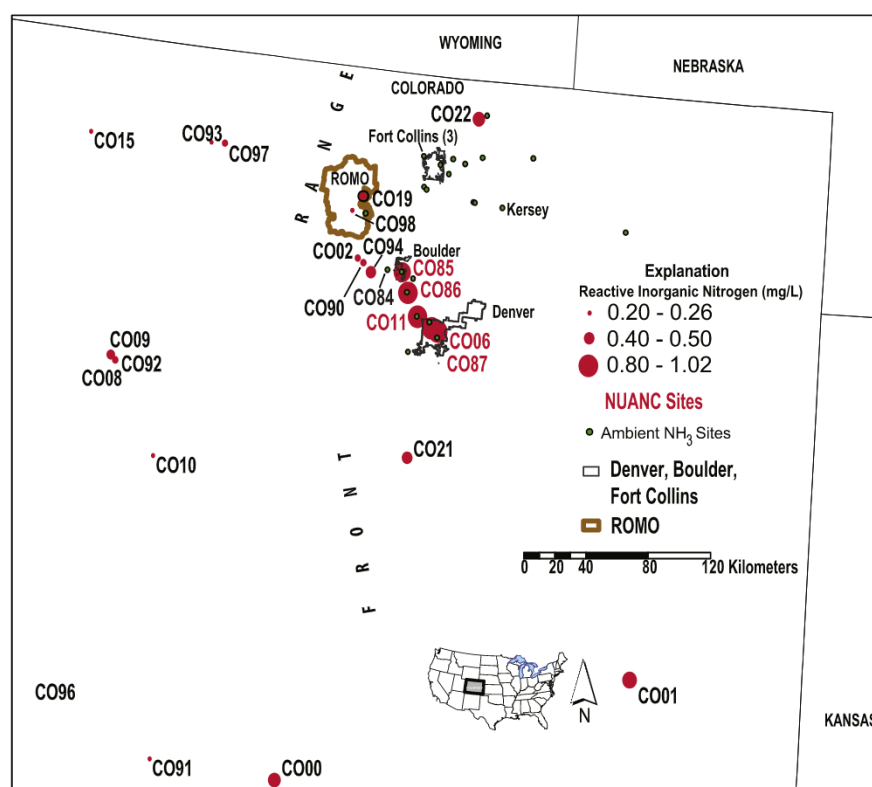 WYOMING
NEBRASKA
COLORADO
CO22
Fort Collins (3)
CO15
CO93
CO97
RANGE
ROMO
CO19
CO98
Kersey
CO02
CO94
Boulder
CO85
CO90
CO84
CO86
CO11
Denver
CO06
CO87
CO09
CO92
CO08
CO10
CO21
FRONT
Explanation
Reactive Inorganic Nitrogen (mg/L)
0.20 - 0.26
0.40 - 0.50
0.80 - 1.02
NUANC Sites
Ambient NH3 Sites
Denver, Boulder,
Fort Collins
ROMO
0 20 40 80 120 Kilometers
CO96
CO01
N
KANSAS
CO91
CO00